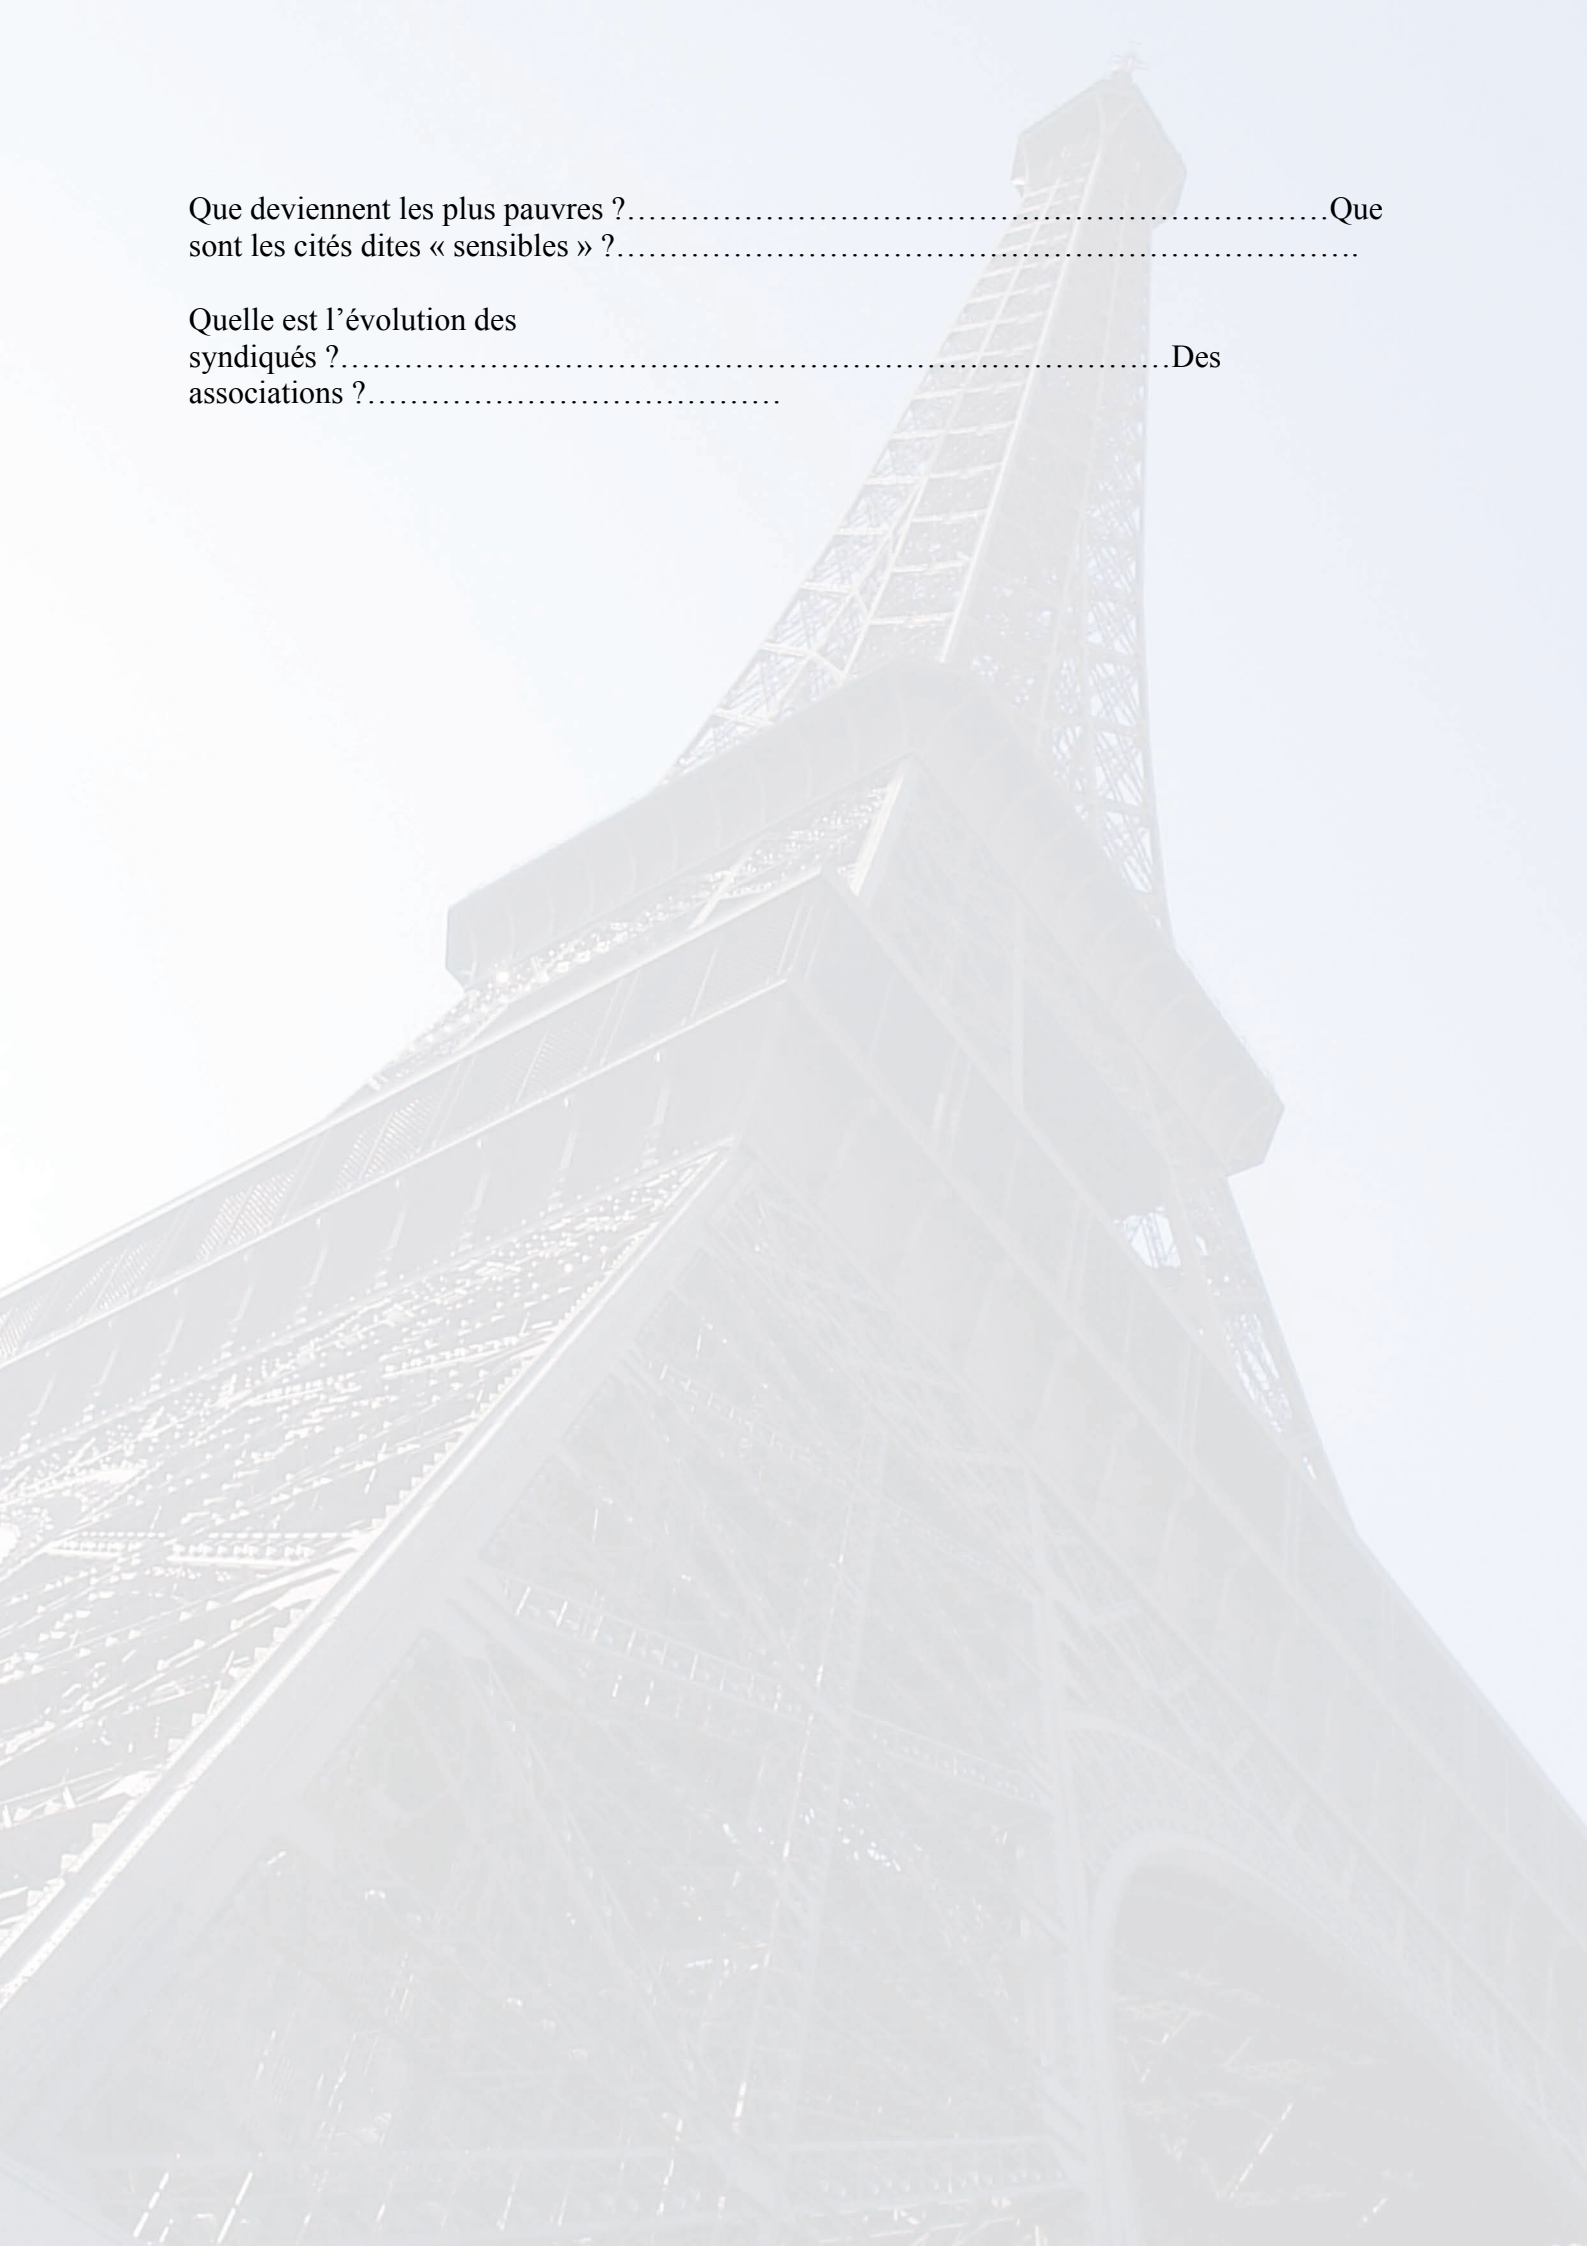 Que deviennent les plus pauvres ?…………………………………………………………Que
sont les cités dites « sensibles » ?…………………………………………………………….
Quelle est l’évolution des
syndiqués ?……………………………………………………………………Des
associations ?…………………………………